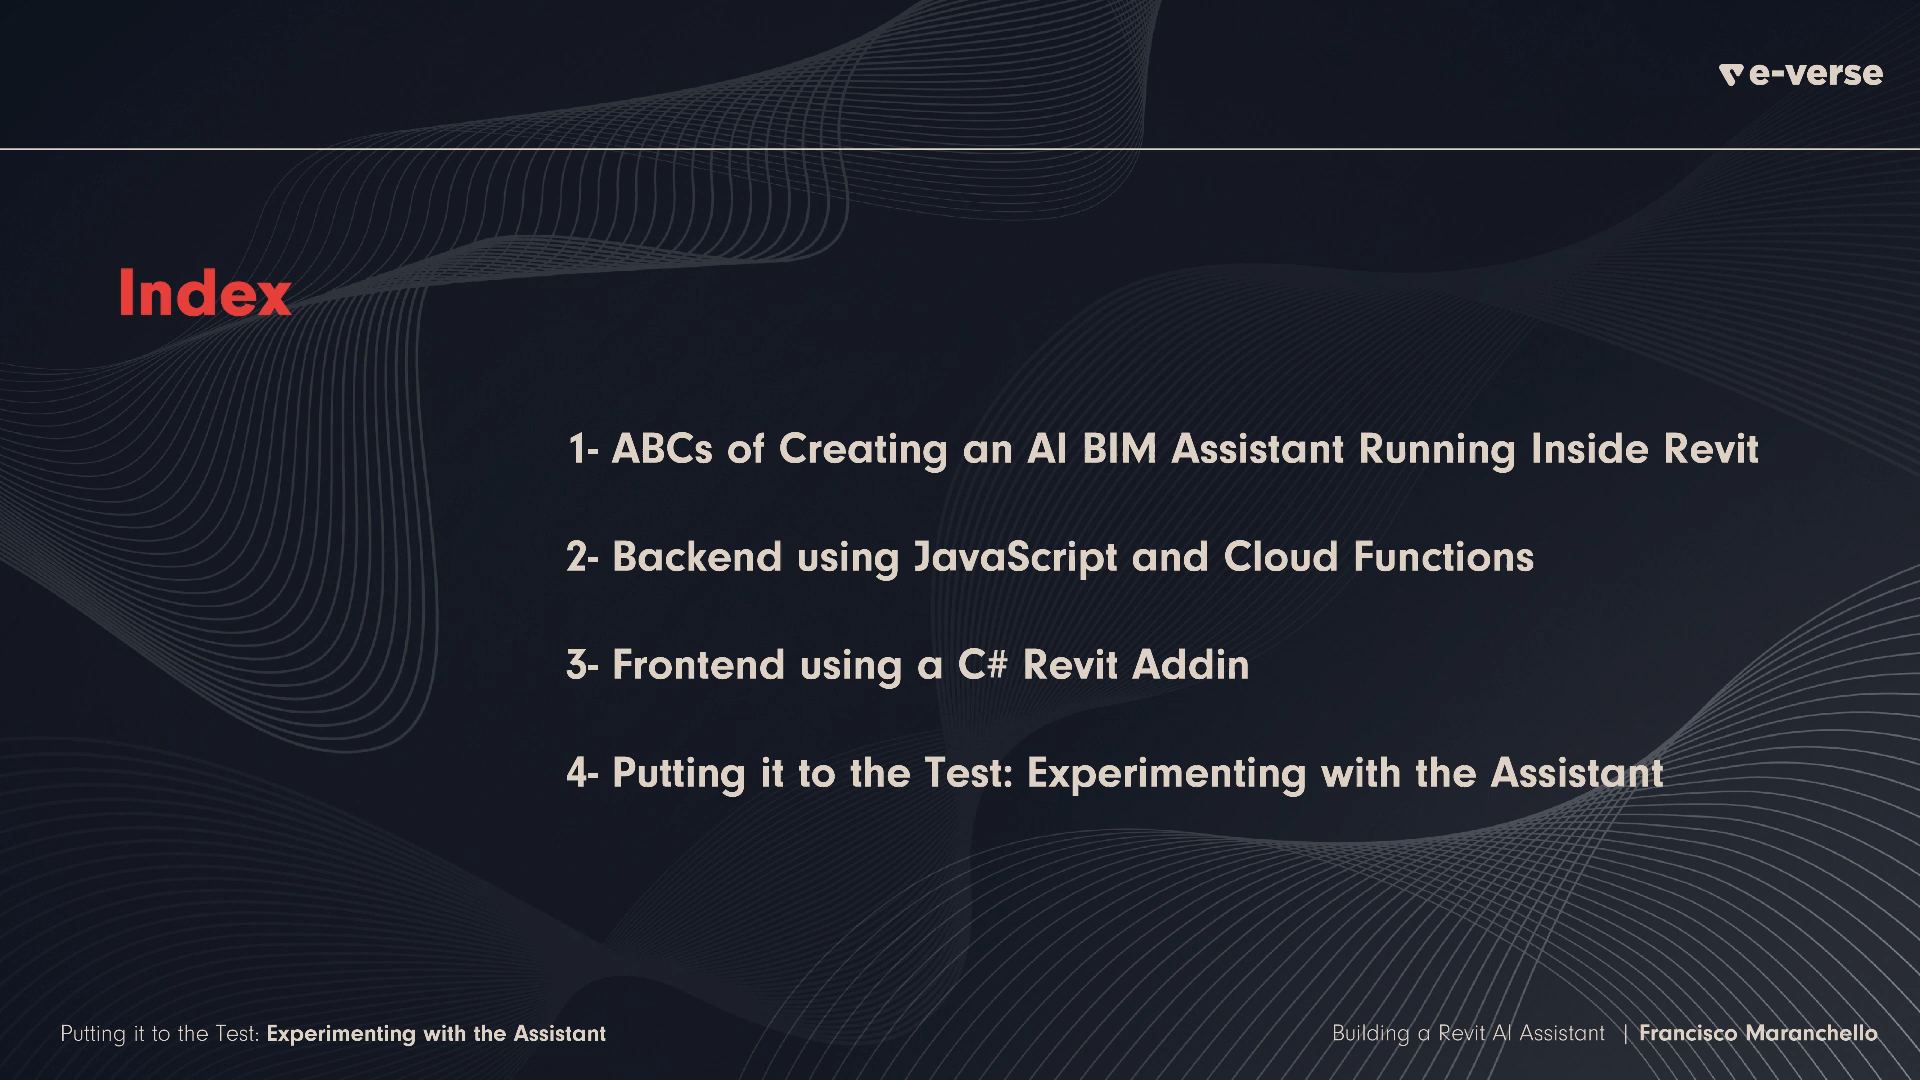 e-verse
Index
1- ABCs of Creating an AI BIM Assistant Running Inside Revit
2- Backend using JavaScript and Cloud Functions
3- Frontend using a C# Revit Addin
4- Putting it to the Test: Experimenting with the Assistant
Putting it to the Test: Experimenting with the Assistant
Building a Revit AI Assistant | Francisco Maranchello